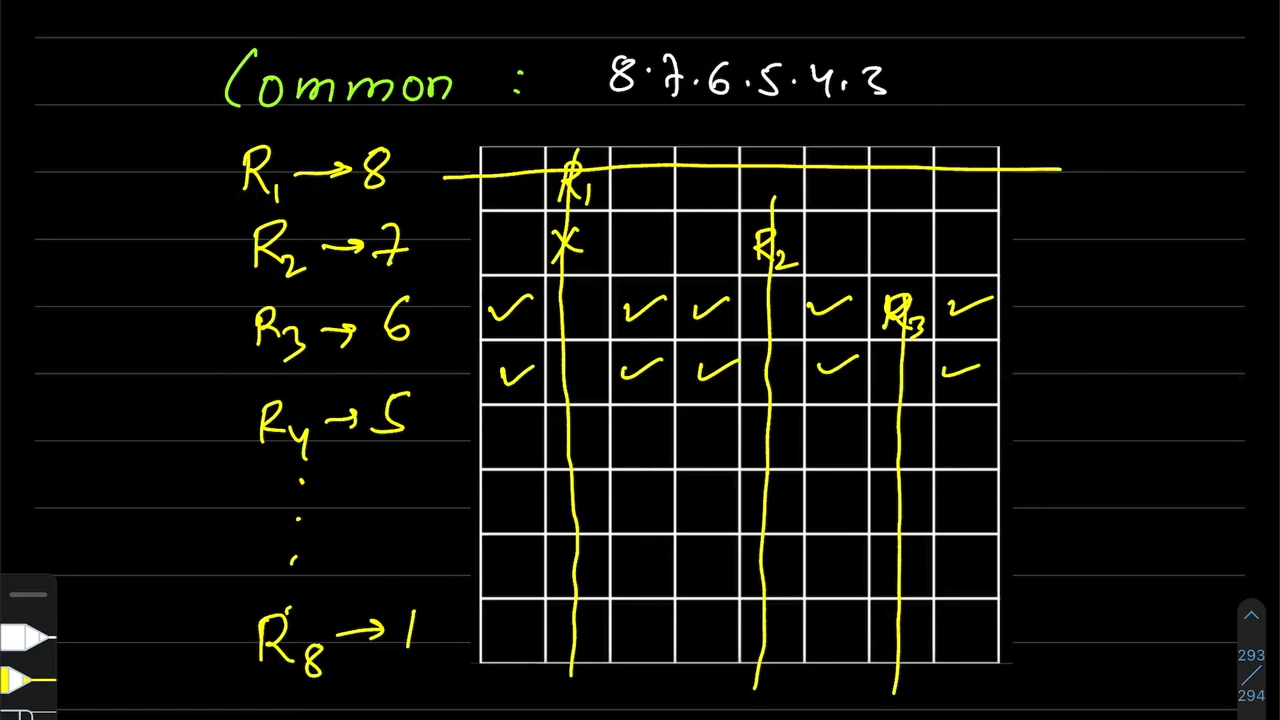 Common : 8·7·6·5·4·3
R₁ → 8
R₁
R₂ → 7
X R₂
R₃ → 6
✓ ✓ ✓ ✓ R₃ ✓
✓ ✓ ✓ ✓ ✓
R₄ → 5
⋮
R₈ → 1
293
294